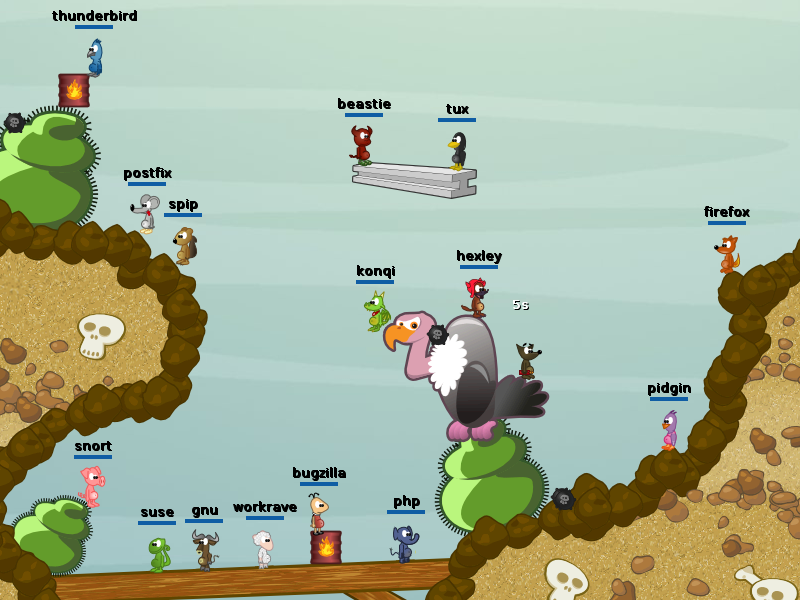 thunderbird
beastie
tux
postfix
spip
firefox
hexley
konqi
5s
pidgin
snort
bugzilla
suse
gnu
workrave
php